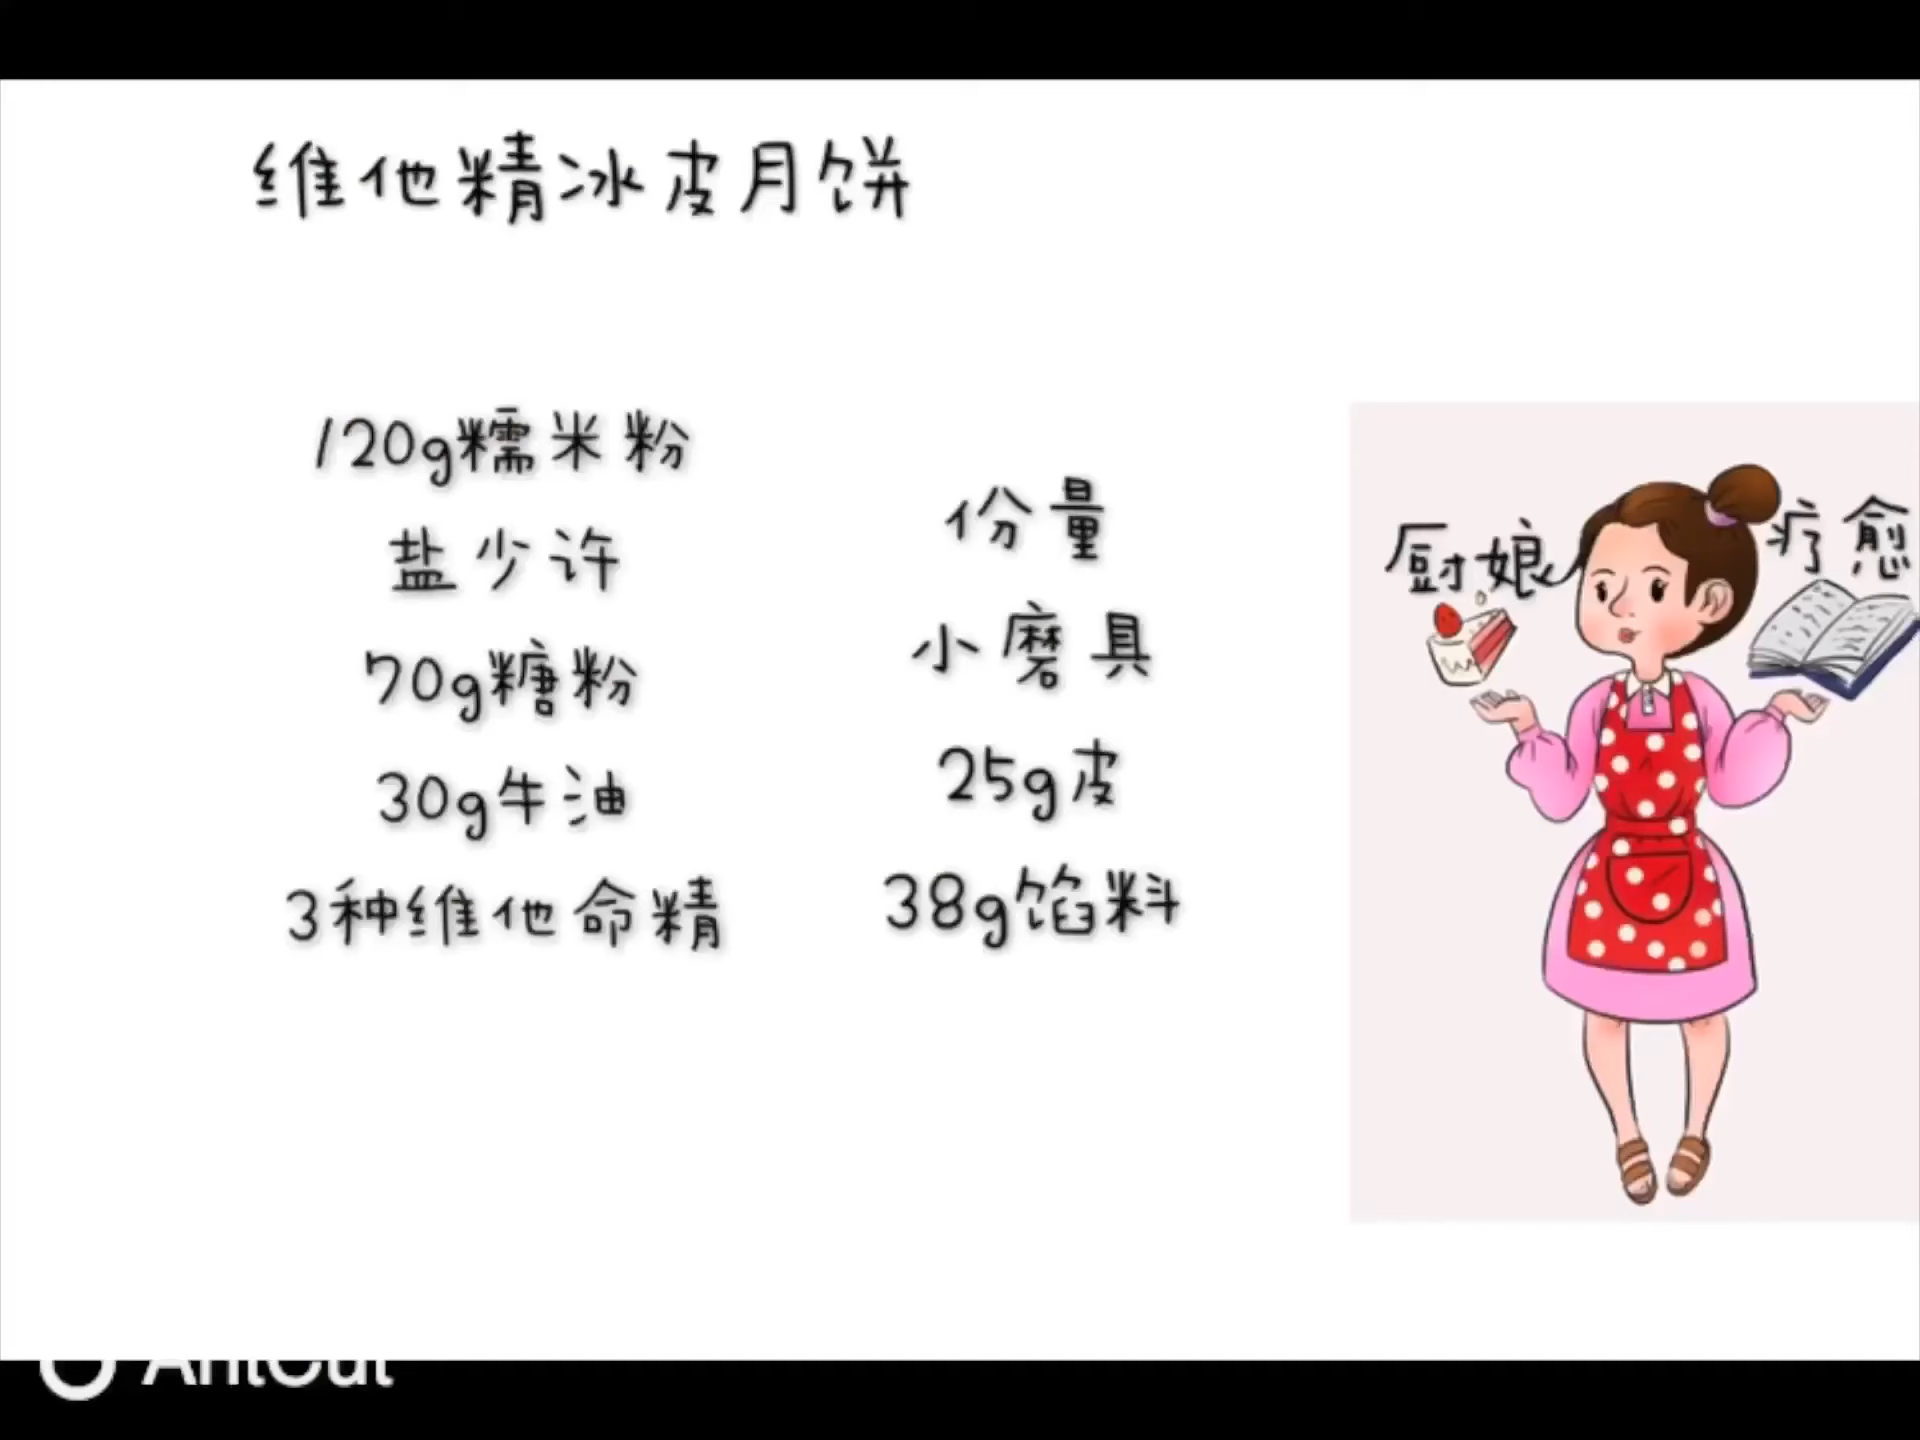 维他精冰皮月饼
120g糯米粉
盐少许
70g糖粉
30g牛油
3种维他命精
份量
小磨具
25g皮
38g馅料
厨娘
疗愈